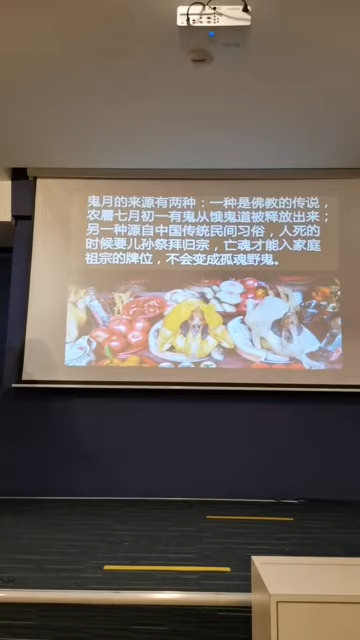 鬼月的来源有两种：一种是佛教的传说，
农曆七月初一有鬼从饿鬼道被释放出来；
另一种源自中国传统民间习俗，人死的
时候要儿孙祭拜归宗，亡魂才能入家庭
祖宗的牌位，不会变成孤魂野鬼。